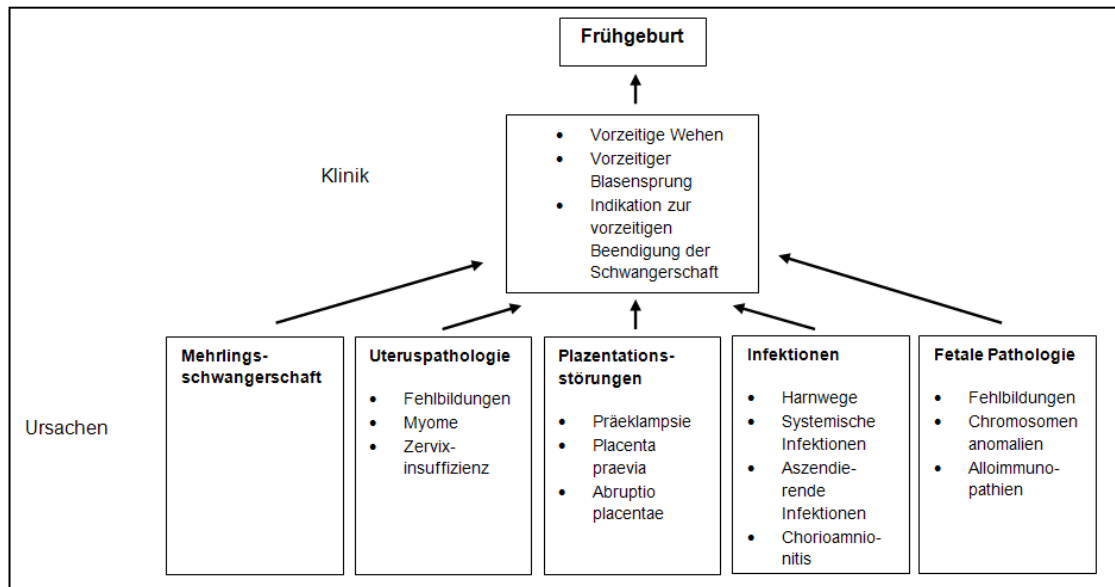 Frühgeburt
Klinik
• Vorzeitige Wehen
• Vorzeitiger
Blasensprung
• Indikation zur
vorzeitigen
Beendigung der
Schwangerschaft
Ursachen
Mehrlings-
schwangerschaft
Uteruspathologie
• Fehlbildungen
• Myome
• Zervix-
insuffizienz
Plazentations-
störungen
• Präeklampsie
• Placenta
praevia
• Abruptio
placentae
Infektionen
• Harnwege
• Systemische
Infektionen
• Aszendie-
rende
Infektionen
• Chorioamnio-
nitis
Fetale Pathologie
• Fehlbildungen
• Chromosomen
anomalien
• Alloimmuno-
pathien